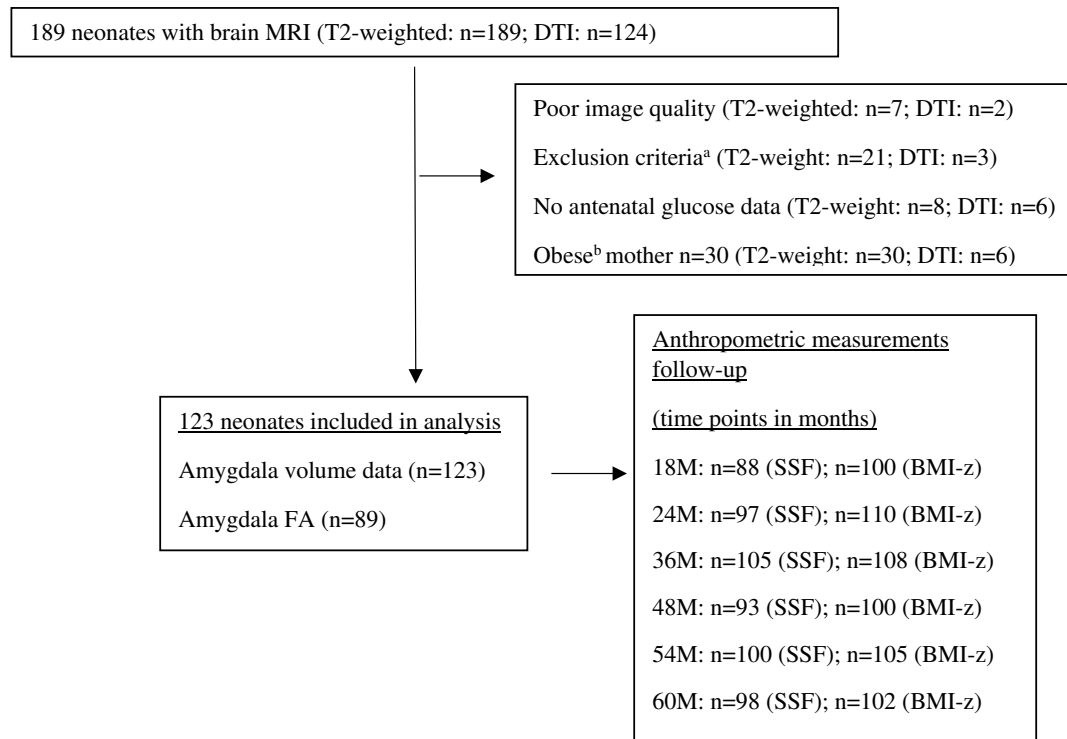 189 neonates with brain MRI (T2-weighted: n=189; DTI: n=124)
Poor image quality (T2-weighted: n=7; DTI: n=2)
Exclusion criteriaᵃ (T2-weight: n=21; DTI: n=3)
No antenatal glucose data (T2-weight: n=8; DTI: n=6)
Obeseᵇ mother n=30 (T2-weight: n=30; DTI: n=6)
123 neonates included in analysis
Amygdala volume data (n=123)
Amygdala FA (n=89)
Anthropometric measurements
follow-up
(time points in months)
18M: n=88 (SSF); n=100 (BMI-z)
24M: n=97 (SSF); n=110 (BMI-z)
36M: n=105 (SSF); n=108 (BMI-z)
48M: n=93 (SSF); n=100 (BMI-z)
54M: n=100 (SSF); n=105 (BMI-z)
60M: n=98 (SSF); n=102 (BMI-z)